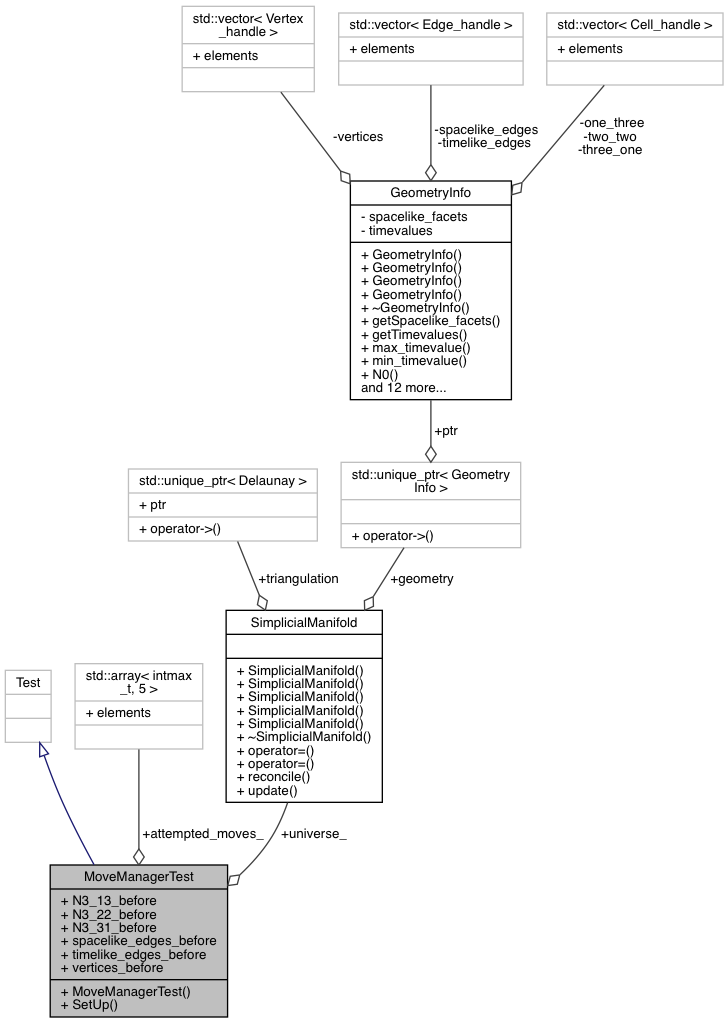 std::vector< Vertex
_handle >
+ elements
std::vector< Edge_handle >
+ elements
std::vector< Cell_handle >
+ elements
-vertices
-spacelike_edges
-timelike_edges
-one_three
-two_two
-three_one
GeometryInfo
- spacelike_facets
- timevalues
+ GeometryInfo()
+ GeometryInfo()
+ GeometryInfo()
+ GeometryInfo()
+ ~GeometryInfo()
+ getSpacelike_facets()
+ getTimevalues()
+ max_timevalue()
+ min_timevalue()
+ N0()
and 12 more...
+ptr
std::unique_ptr< Delaunay >
+ ptr
+ operator->()
std::unique_ptr< Geometry
Info >
+ operator->()
+triangulation
+geometry
SimplicialManifold
+ SimplicialManifold()
+ SimplicialManifold()
+ SimplicialManifold()
+ SimplicialManifold()
+ SimplicialManifold()
+ ~SimplicialManifold()
+ operator=()
+ operator=()
+ reconcile()
+ update()
Test
std::array< intmax
_t, 5 >
+ elements
+attempted_moves_
+universe_
MoveManagerTest
+ N3_13_before
+ N3_22_before
+ N3_31_before
+ spacelike_edges_before
+ timelike_edges_before
+ vertices_before
+ MoveManagerTest()
+ SetUp()